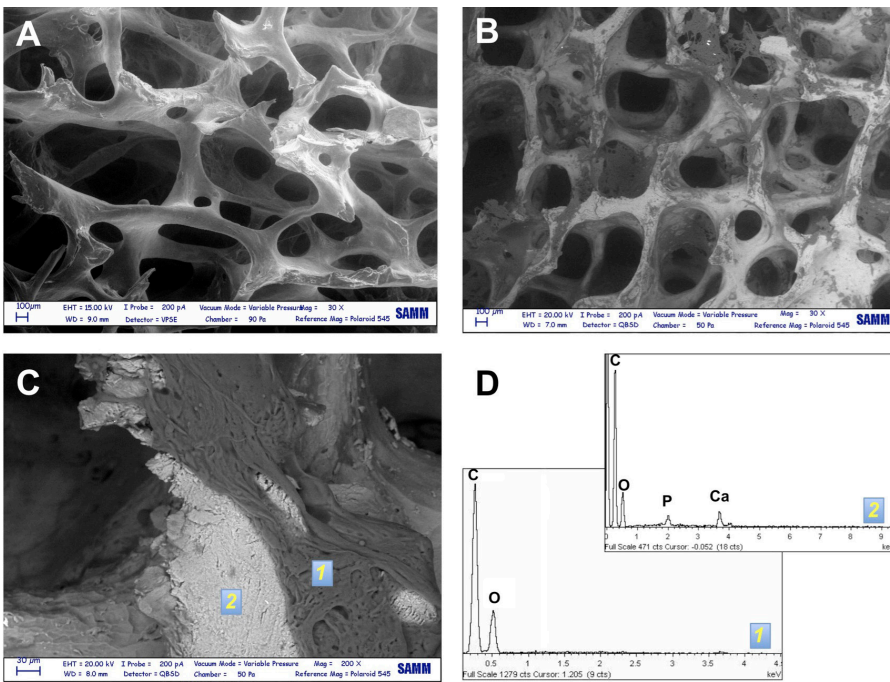 A
100µm
EHT = 15.00 kV I Probe = 200 pA Vacuum Mode = Variable Pressure Mag = 30 X
WD = 9.0 mm Detector = VPSE Chamber = 90 Pa Reference Mag = Polaroid 545 SAMM
B
100 µm
EHT = 20.00 kV I Probe = 200 pA Vacuum Mode = Variable Pressure Mag = 30 X
WD = 7.0 mm Detector = QBSD Chamber = 50 Pa Reference Mag = Polaroid 545 SAMM
C
1
2
30 µm
EHT = 20.00 kV I Probe = 200 pA Vacuum Mode = Variable Pressure Mag = 200 X
WD = 8.0 mm Detector = QBSD Chamber = 50 Pa SAMM
D
C
O
P
Ca
2
0 1 2 3 4 5 6 7 8 9
Full Scale 471 cts Cursor: -0.052 (18 cts) ke
C
O
1
0.5 1 1.5 2 2.5 3 3.5 4 4.
Full Scale 1279 cts Cursor: 1.205 (9 cts) keV